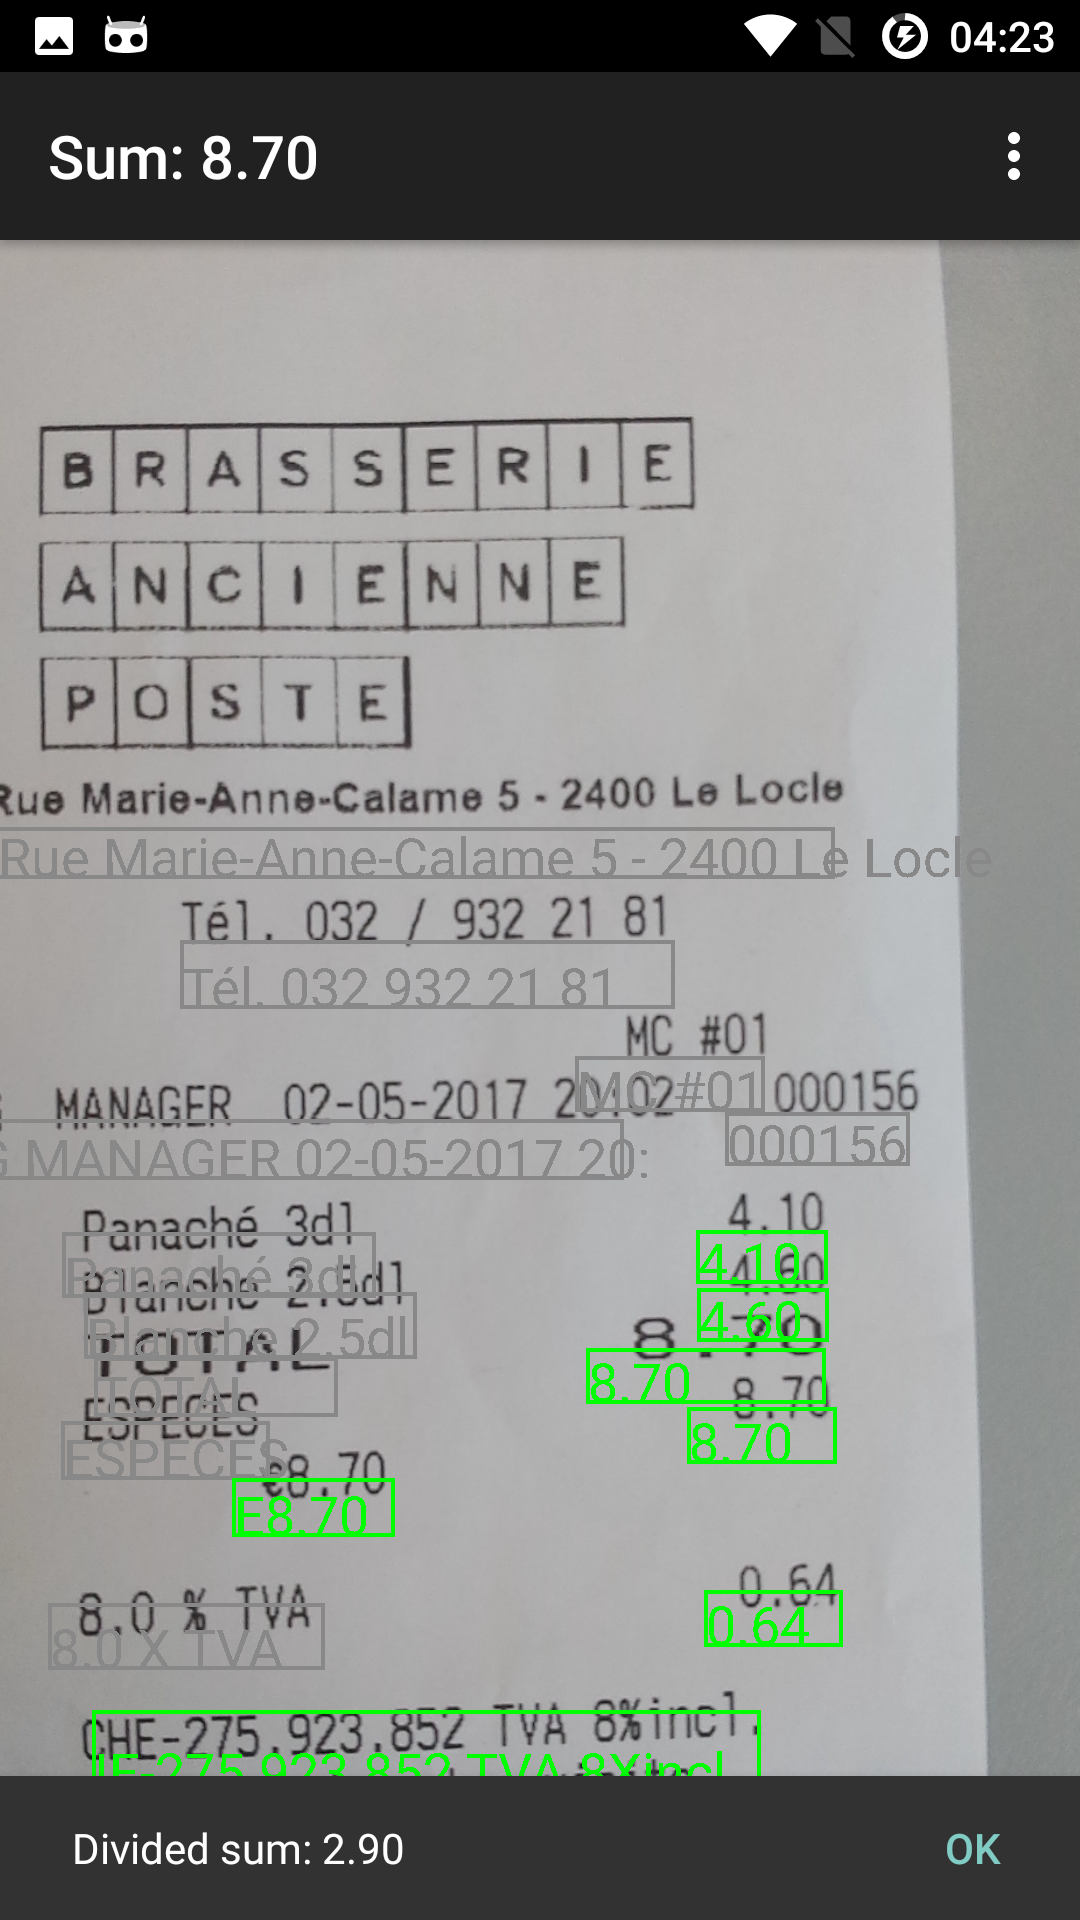 04:23
Sum: 8.70
BRASSERIE
ANCIENNE
POSTE
Rue Marie-Anne-Calame 5 - 2400 Le Locle
Rue Marie-Anne-Calame 5 - 2400 Le Locle
Tél. 032 / 932 21 81
Tél. 032 932 21 81
MC #01
MC #01
MANAGER 02-05-2017 20:02 000156
G MANAGER 02-05-2017 20: 000156
Panaché 3dl 4.10
Panaché 3dl 4.10
Blanche 2.5dl 4.60
Blanche 2.5dl 4.60
TOTAL 8.70
TOTAL 8.70
ESPECES 8.70
ESPECES 8.70
€8.70
E8.70
8.0 % TVA 0.64
8.0 X TVA 0.64
CHE-275.923.852 TVA 8%incl.
IE-275.923.852 TVA 8Xincl.
Divided sum: 2.90 OK